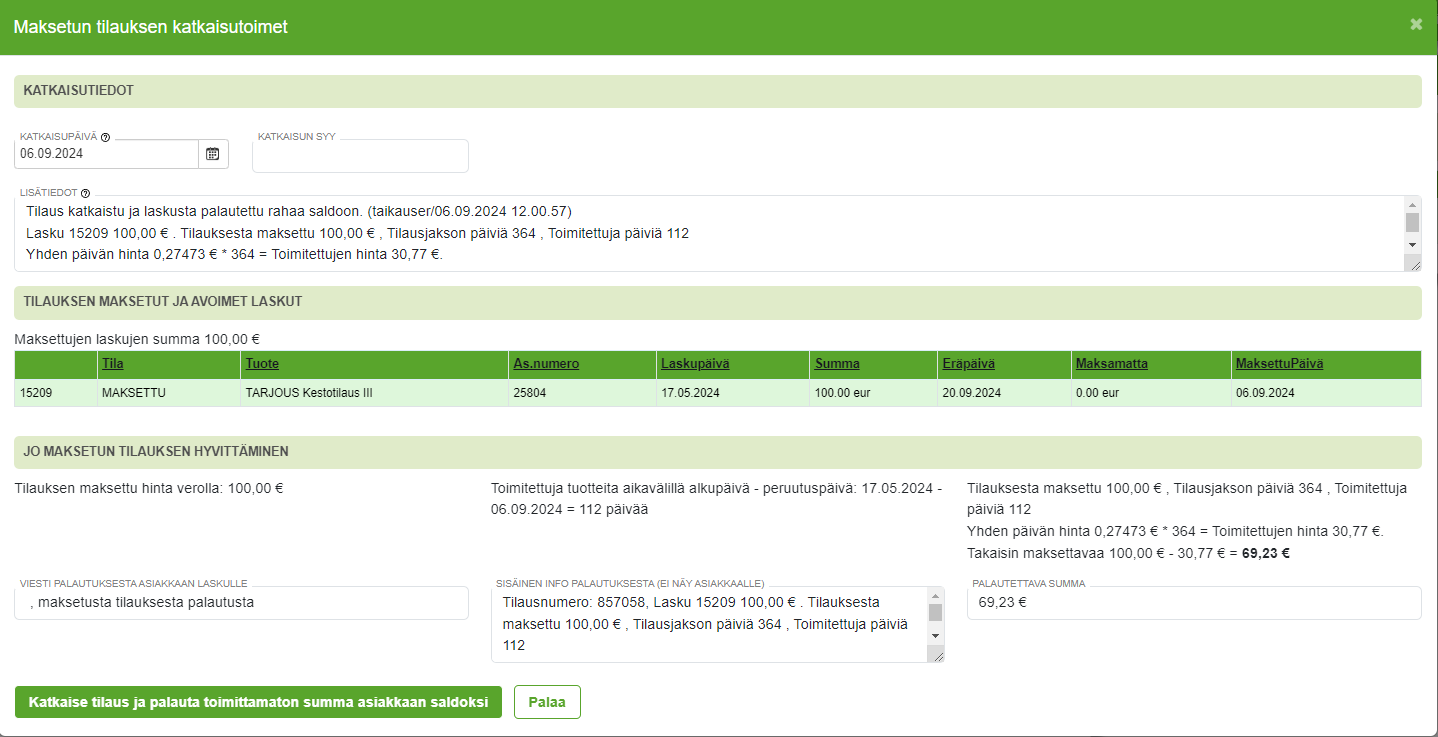 Maksetun tilauksen katkaisutoimet
KATKAISUTIEDOT
KATKAISUPÄIVÄ
06.09.2024
KATKAISUN SYY
LISÄTIEDOT
Tilaus katkaistu ja laskusta palautettu rahaa saldoon. (taikauser/06.09.2024 12.00.57)
Lasku 15209 100,00 € . Tilauksesta maksettu 100,00 € , Tilausjakson päiviä 364 , Toimitettuja päiviä 112
Yhden päivän hinta 0,27473 € * 364 = Toimitettujen hinta 30,77 €.
TILAUKSEN MAKSETUT JA AVOIMET LASKUT
Maksettujen laskujen summa 100,00 €
Tila Tuote As.numero Laskupäivä Summa Eräpäivä Maksamatta MaksettuPäivä
15209 MAKSETTU TARJOUS Kestotilaus III 25804 17.05.2024 100.00 eur 20.09.2024 0.00 eur 06.09.2024
JO MAKSETUN TILAUKSEN HYVITTÄMINEN
Tilauksen maksettu hinta verolla: 100,00 €
Toimitettuja tuotteita aikavälillä alkupäivä - peruutuspäivä: 17.05.2024 -
06.09.2024 = 112 päivää
Tilauksesta maksettu 100,00 € , Tilausjakson päiviä 364 , Toimitettuja
päiviä 112
Yhden päivän hinta 0,27473 € * 364 = Toimitettujen hinta 30,77 €.
Takaisin maksettavaa 100,00 € - 30,77 € = 69,23 €
VIESTI PALAUTUKSESTA ASIAKKAAN LASKULLE
, maksetusta tilauksesta palautusta
SISÄINEN INFO PALAUTUKSESTA (EI NÄY ASIAKKAALLE)
Tilausnumero: 857058, Lasku 15209 100,00 € . Tilauksesta
maksettu 100,00 € , Tilausjakson päiviä 364 , Toimitettuja päiviä
112
PALAUTETTAVA SUMMA
69,23 €
Katkaise tilaus ja palauta toimittamaton summa asiakkaan saldoksi
Palaa